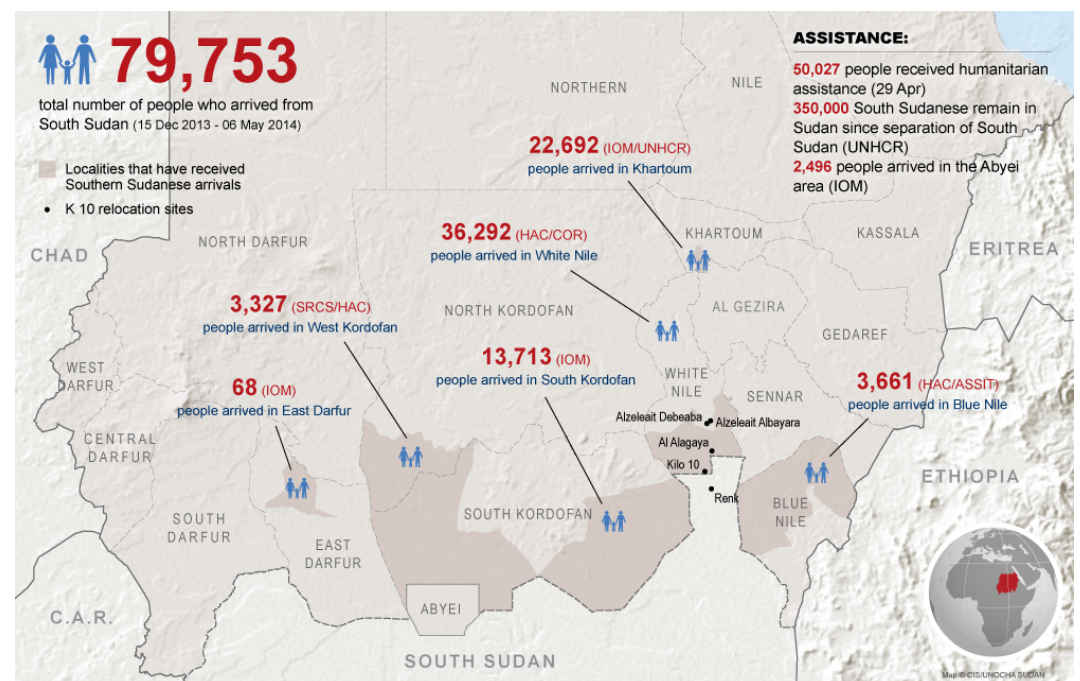 79,753
total number of people who arrived from
South Sudan (15 Dec 2013 - 06 May 2014)
Localities that have received
Southern Sudanese arrivals
K 10 relocation sites
ASSISTANCE:
50,027 people received humanitarian
assistance (29 Apr)
350,000 South Sudanese remain in
Sudan since separation of South
Sudan (UNHCR)
2,496 people arrived in the Abyei
area (IOM)
NORTHERN
NILE
22,692 (IOM/UNHCR)
people arrived in Khartoum
36,292 (HAC/COR)
people arrived in White Nile
KHARTOUM
KASSALA
NORTH DARFUR
CHAD
ERITREA
3,327 (SRCS/HAC)
people arrived in West Kordofan
NORTH KORDOFAN
AL GEZIRA
GEDAREF
13,713 (IOM)
people arrived in South Kordofan
WEST
DARFUR
68 (IOM)
people arrived in East Darfur
WHITE
NILE
SENNAR
3,661 (HAC/ASSIT)
people arrived in Blue Nile
Alzeleait Debeaba
Alzeleait Albayara
CENTRAL
DARFUR
Al Alagaya
Kilo 10
Renk
ETHIOPIA
SOUTH
DARFUR
SOUTH KORDOFAN
BLUE
NILE
EAST
DARFUR
C.A.R.
ABYEI
SOUTH SUDAN
Map © CIS/UNOCHA SUDAN